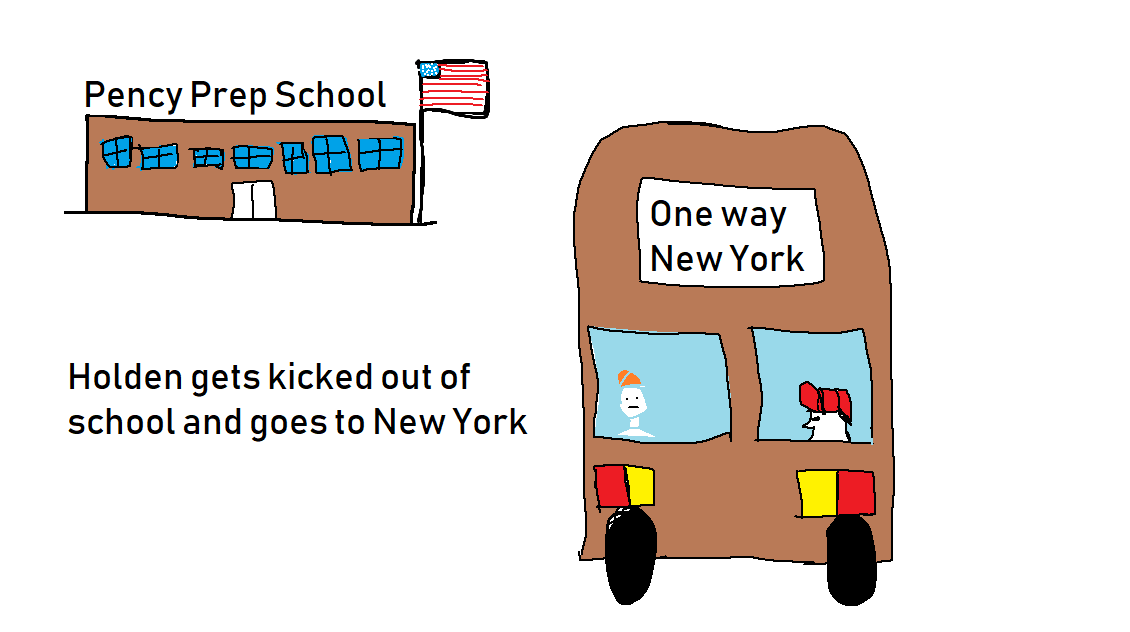 Pency Prep School
One way
New York
Holden gets kicked out of
school and goes to New York